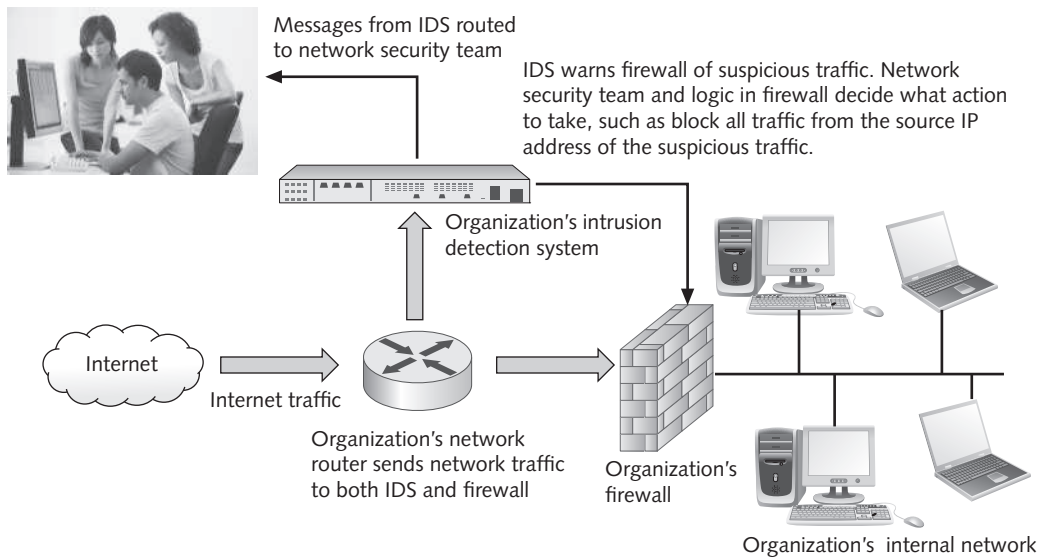 Messages from IDS routed
to network security team
IDS warns firewall of suspicious traffic. Network
security team and logic in firewall decide what action
to take, such as block all traffic from the source IP
address of the suspicious traffic.
Organization's intrusion
detection system
Internet
Internet traffic
Organization's network
router sends network traffic
to both IDS and firewall
Organization's
firewall
Organization's internal network